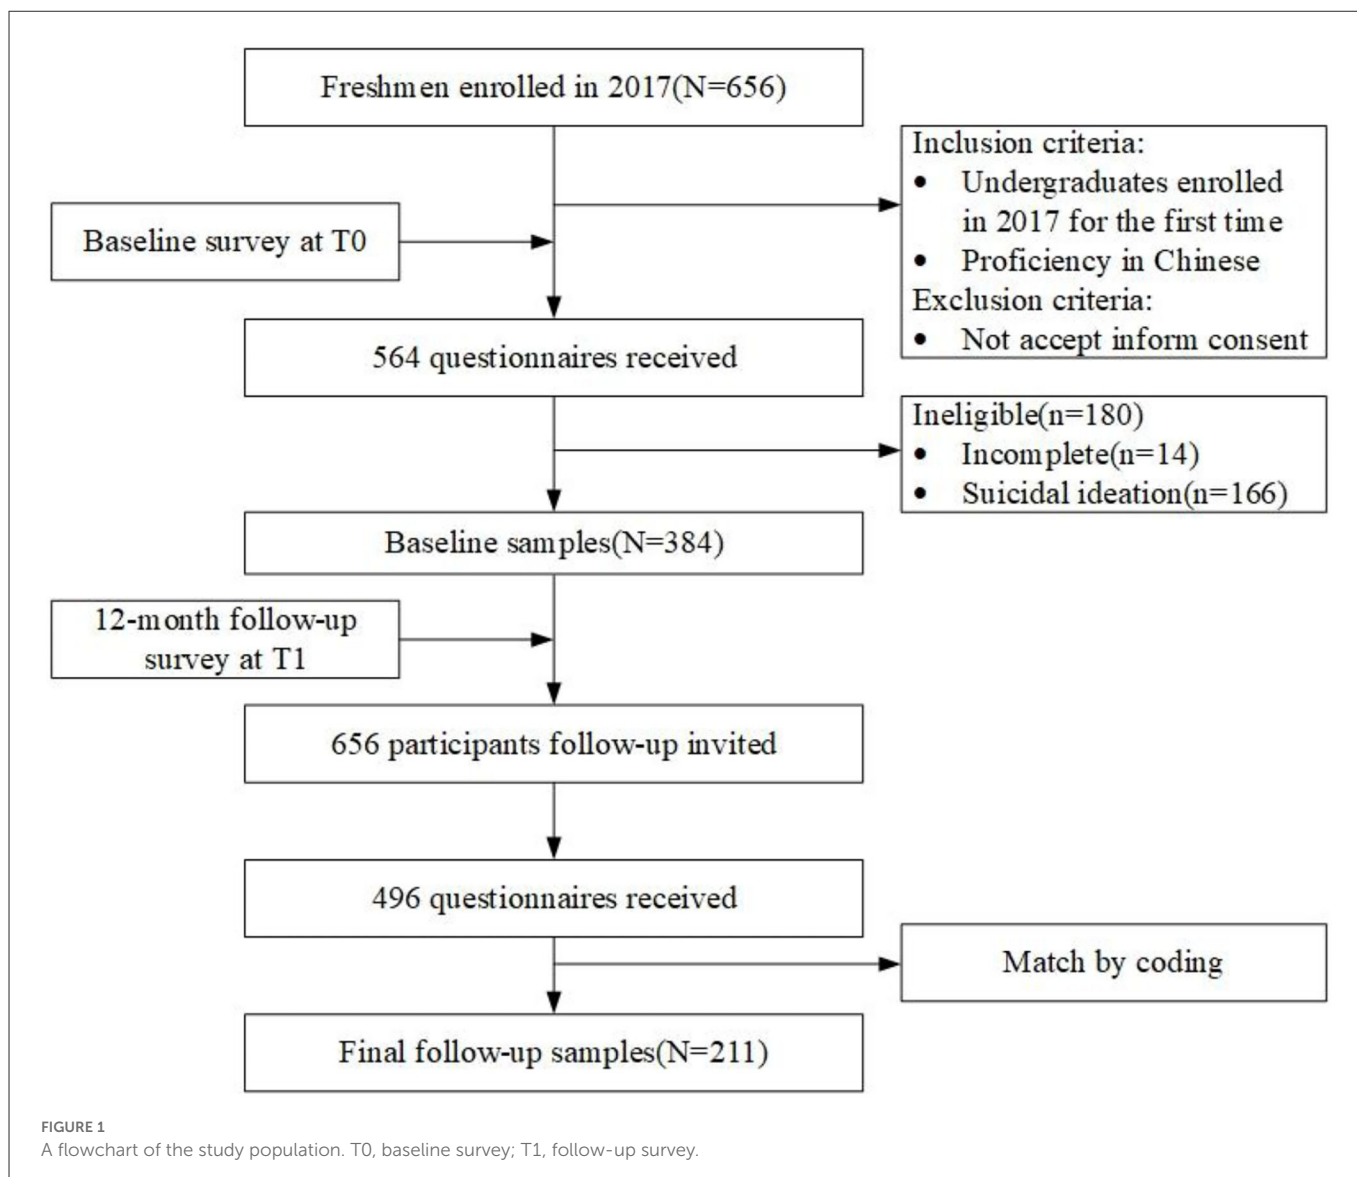 Freshmen enrolled in 2017(N=656)
Inclusion criteria:
• Undergraduates enrolled
in 2017 for the first time
• Proficiency in Chinese
Exclusion criteria:
• Not accept inform consent
Baseline survey at T0
564 questionnaires received
Ineligible(n=180)
• Incomplete(n=14)
• Suicidal ideation(n=166)
Baseline samples(N=384)
12-month follow-up
survey at T1
656 participants follow-up invited
496 questionnaires received
Match by coding
Final follow-up samples(N=211)
FIGURE 1
A flowchart of the study population. T0, baseline survey; T1, follow-up survey.